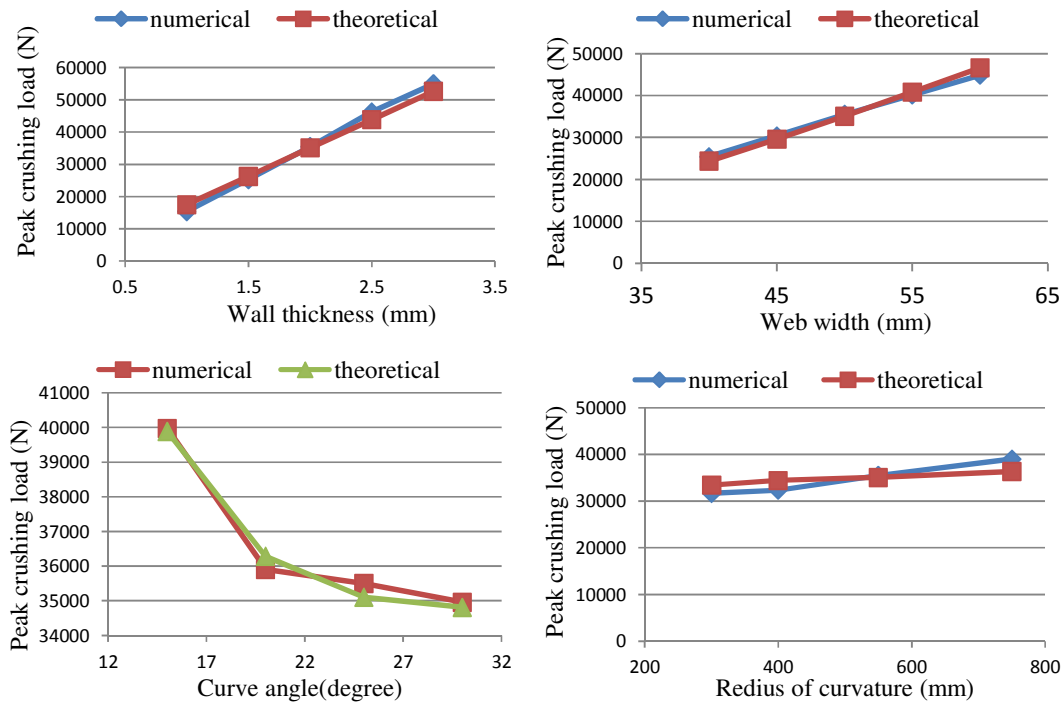 numerical theoretical
Peak crushing load (N)
60000
50000
40000
30000
20000
10000
0
0.5 1.5 2.5 3.5
Wall thickness (mm)
numerical theoretical
Peak crushing load (N)
50000
40000
30000
20000
10000
0
35 45 55 65
Web width (mm)
numerical theoretical
Peak crushing load (N)
41000
40000
39000
38000
37000
36000
35000
34000
12 17 22 27 32
Curve angle(degree)
numerical theoretical
Peak crushing load (N)
50000
40000
30000
20000
10000
0
200 400 600 800
Redius of curvature (mm)